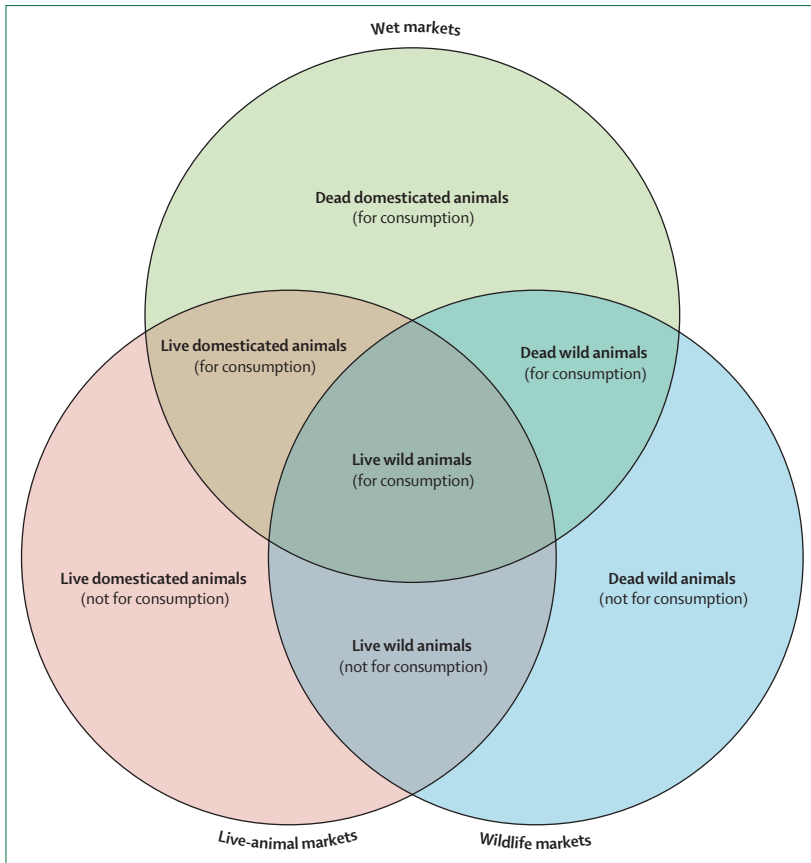 Wet markets
Dead domesticated animals
(for consumption)
Live domesticated animals
(for consumption)
Dead wild animals
(for consumption)
Live wild animals
(for consumption)
Live domesticated animals
(not for consumption)
Dead wild animals
(not for consumption)
Live wild animals
(not for consumption)
Live-animal markets
Wildlife markets